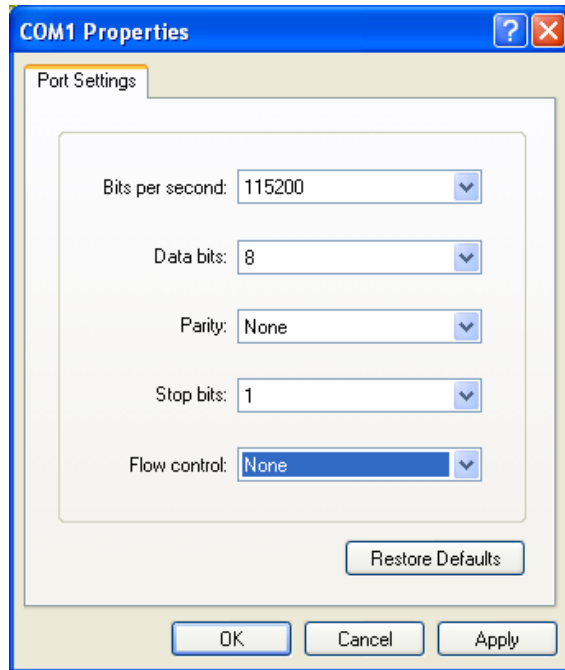 COM1 Properties
Port Settings
Bits per second: 115200
Data bits: 8
Parity: None
Stop bits: 1
Flow control: None
Restore Defaults
OK Cancel Apply